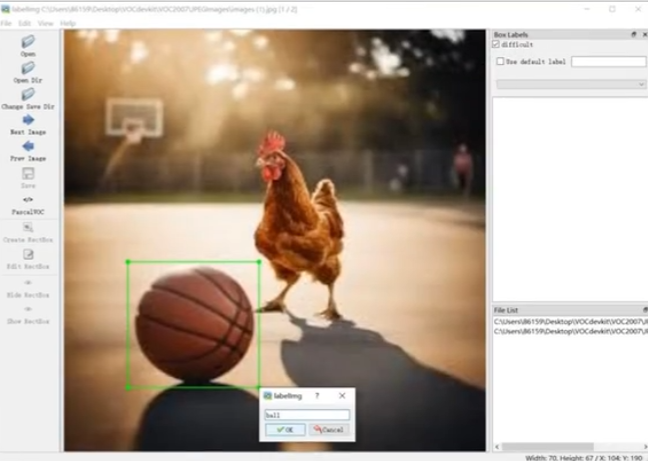 labelImg C:\Users\86159\Desktop\VOCdevkit\VOC2007\JPEGImages\images (1).jpg [1 / 2]
File Edit View Help
Open
Open Dir
Change Save Dir
Next Image
Prev Image
Save
</>
PascalVOC
Create RectBox
Edit RectBox
Hide RectBox
Show RectBox
labelImg ?
ball
OK Cancel
Box Labels
difficult
Use default label
File List
C:\Users\86159\Desktop\VOCdevkit\VOC2007\
C:\Users\86159\Desktop\VOCdevkit\VOC2007\
Width: 70, Height: 67 / X: 104; Y: 190